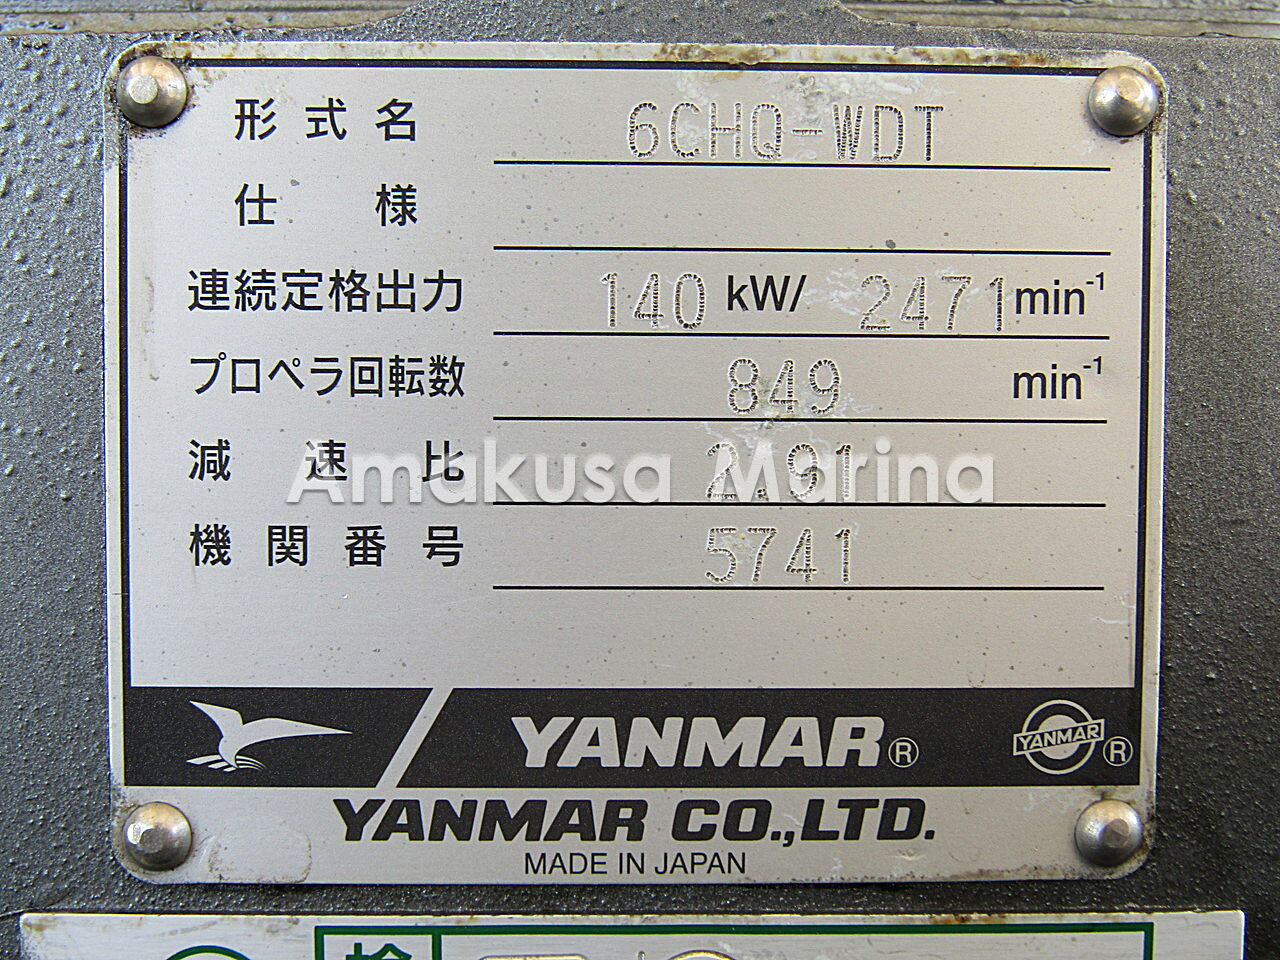 形式名 6CHQ-WDT
仕様
連続定格出力 140 kW/ 2471 min-1
プロペラ回転数 849 min-1
減速比 2.91
Amakusa Marina
機関番号 5741
YANMAR® YANMAR®
YANMAR CO.,LTD.
MADE IN JAPAN